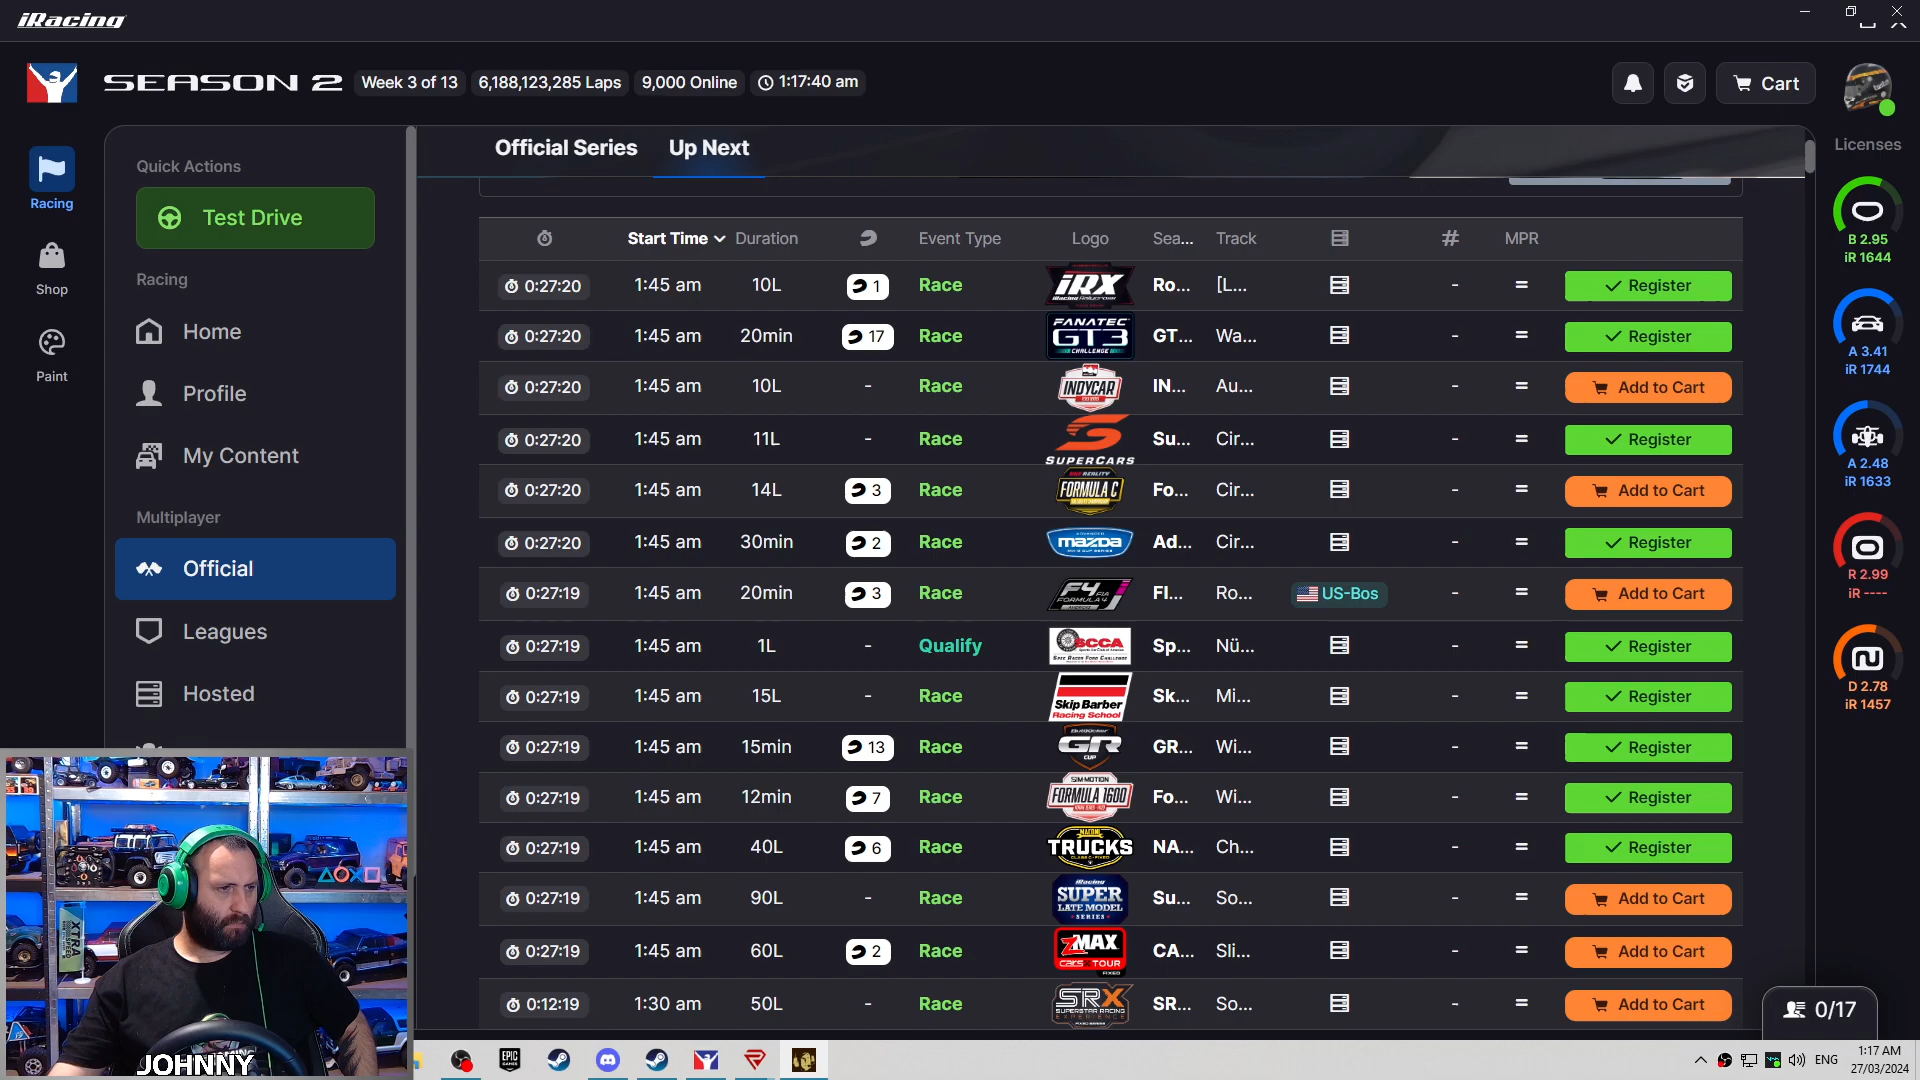 iRacing
SEASON 2
Week 3 of 13
6,188,123,285 Laps
9,000 Online
1:17:40 am
Cart
Racing
Shop
Paint
Quick Actions
Test Drive
Racing
Home
Profile
My Content
Multiplayer
Official
Leagues
Hosted
Official Series
Up Next
Start Time Duration Event Type Logo Sea... Track # MPR
0:27:20 1:45 am 10L 1 Race iRX Ro... [L... - = Register
0:27:20 1:45 am 20min 17 Race FANATEC GT3 CHALLENGE GT... Wa... - = Register
0:27:20 1:45 am 10L - Race INDYCAR IN... Au... - = Add to Cart
0:27:20 1:45 am 11L - Race SUPERCARS Su... Cir... - = Register
0:27:20 1:45 am 14L 3 Race FORMULA C Fo... Cir... - = Add to Cart
0:27:20 1:45 am 30min 2 Race mazda Ad... Cir... - = Register
0:27:19 1:45 am 20min 3 Race F4 FORMULA 4 FI... Ro... US-Bos - = Add to Cart
0:27:19 1:45 am 1L - Qualify SCCA Sp... Nü... - = Register
0:27:19 1:45 am 15L - Race Skip Barber Racing School Sk... Mi... - = Register
0:27:19 1:45 am 15min 13 Race GR CUP GR... Wi... - = Register
0:27:19 1:45 am 12min 7 Race FORMULA 1600 Fo... Wi... - = Register
0:27:19 1:45 am 40L 6 Race TRUCKS NA... Ch... - = Register
0:27:19 1:45 am 90L - Race iRacing SUPER LATE MODEL SERIES Su... So... - = Add to Cart
0:27:19 1:45 am 60L 2 Race ZMAX CARS TOUR CA... Sli... - = Add to Cart
0:12:19 1:30 am 50L - Race SRX SUPERSTAR RACING EXPERIENCE SR... So... - = Add to Cart
Licenses
B 2.95
iR 1644
A 3.41
iR 1744
A 2.48
iR 1633
R 2.99
iR ----
D 2.78
iR 1457
0/17
XTRA SPEED
JOHNNY
EPIC GAMES
ENG
1:17 AM
27/03/2024